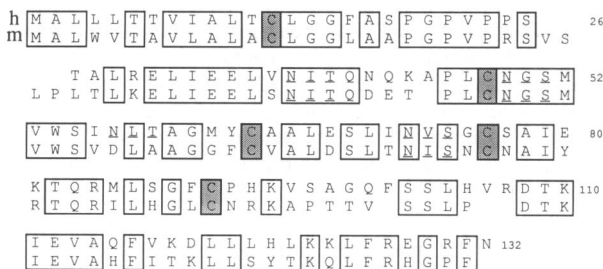 h M A L L L T T V I A L T C L G G F A S P G P V P P S 26
m M A L W V T A V L A L A C L G G L A A P G P V P R S V S
T A L R E L I E E L V N I T Q N Q K A P L C N G S M 52
L P L T L K E L I E E L S N I T Q D E T P L C N G S M
V W S I N L T A G M Y C A A L E S L I N V S G C S A I E 80
V W S V D L A A G G F C V A L D S L T N I S N C N A I Y
K T Q R M L S G F C P H K V S A G Q F S S L H V R D T K 110
R T Q R I L H G L C N R K A P T T V S S L P D T K
I E V A Q F V K D L L L H L K K L F R E G R F N 132
I E V A H F I T K L L S Y T K Q L F R H G P F